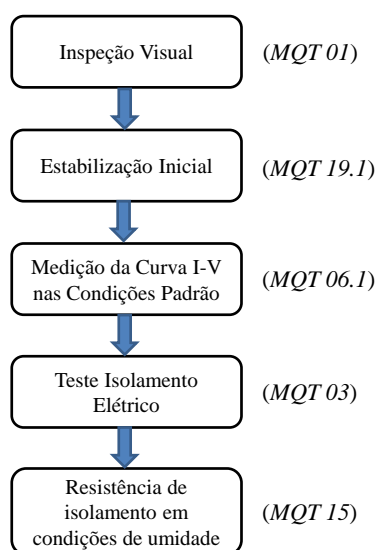 Inspeção Visual (MQT 01)
Estabilização Inicial (MQT 19.1)
Medição da Curva I-V
nas Condições Padrão (MQT 06.1)
Teste Isolamento
Elétrico (MQT 03)
Resistência de
isolamento em
condições de umidade (MQT 15)